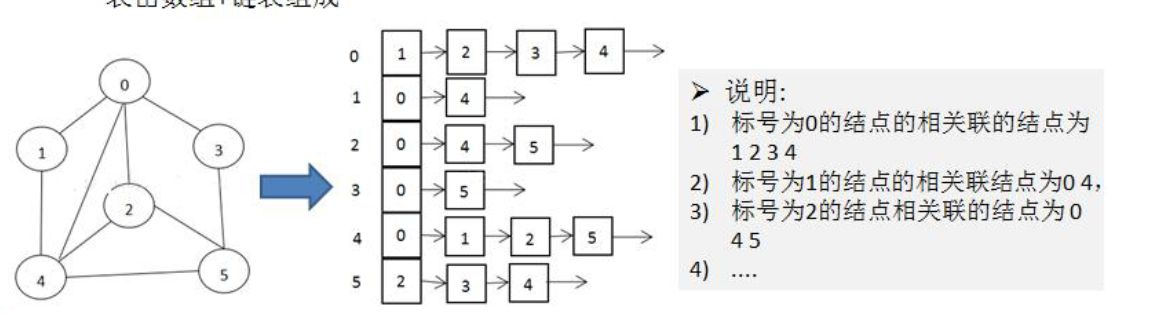 0
1
3
2
4
5
0 1 2 3 4
1 0 4
2 0 4 5
3 0 5
4 0 1 2 5
5 2 3 4
➢ 说明:
1) 标号为0的结点的相关联的结点为
1 2 3 4
2) 标号为1的结点的相关联结点为0 4，
3) 标号为2的结点相关联的结点为 0
4 5
4) ....